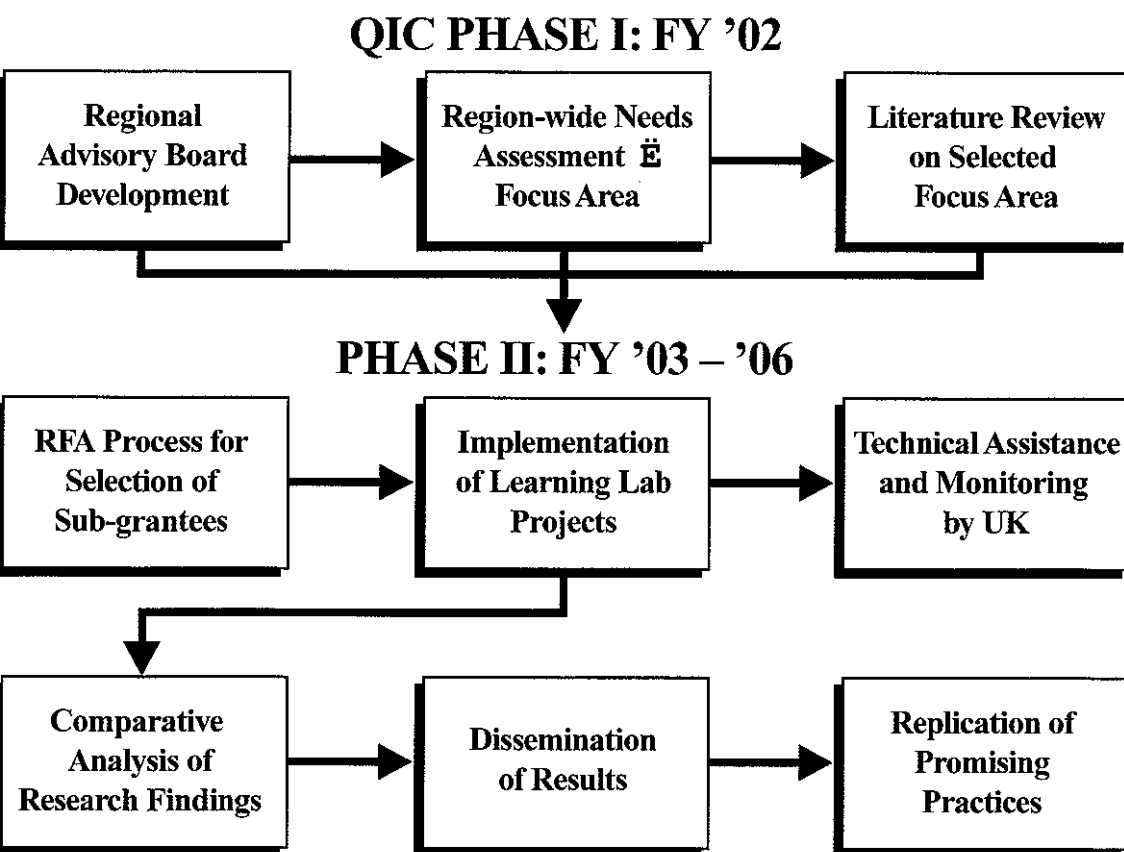 QIC PHASE I: FY ’02
Regional
Advisory Board
Development
Region-wide Needs
Assessment Ë
Focus Area
Literature Review
on Selected
Focus Area
PHASE II: FY ’03 – ’06
RFA Process for
Selection of
Sub-grantees
Implementation
of Learning Lab
Projects
Technical Assistance
and Monitoring
by UK
Comparative
Analysis of
Research Findings
Dissemination
of Results
Replication of
Promising
Practices